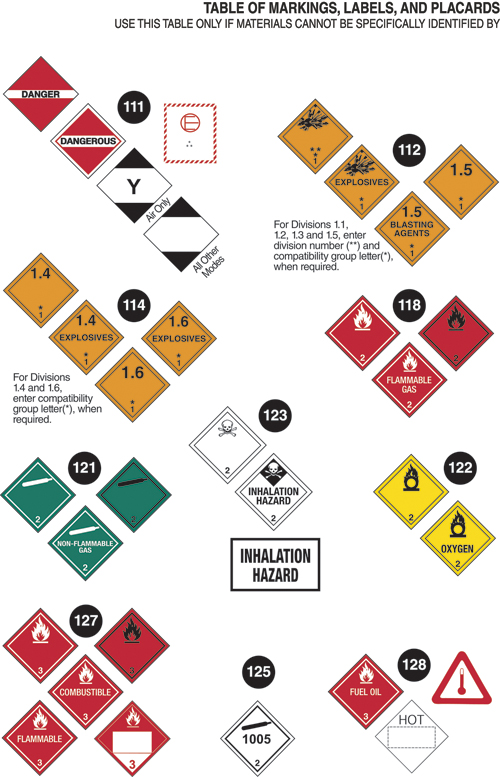 TABLE OF MARKINGS, LABELS, AND PLACARDS
USE THIS TABLE ONLY IF MATERIALS CANNOT BE SPECIFICALLY IDENTIFIED BY
DANGER
111
DANGEROUS
E
Y
Air Only
All Other
Modes
112
**
*
1
EXPLOSIVES
*
1
1.5
*
1
1.5
BLASTING
AGENTS
*
1
For Divisions 1.1,
1.2, 1.3 and 1.5, enter
division number (**) and
compatibility group letter(*),
when required.
114
1.4
*
1
1.4
EXPLOSIVES
*
1
1.6
EXPLOSIVES
*
1
1.6
*
1
For Divisions
1.4 and 1.6,
enter compatibility
group letter(*), when
required.
118
2
2
FLAMMABLE
GAS
2
123
2
INHALATION
HAZARD
2
INHALATION
HAZARD
121
2
2
NON-FLAMMABLE
GAS
2
122
2
OXYGEN
2
127
3
3
COMBUSTIBLE
3
FLAMMABLE
3
3
125
1005
2
128
FUEL OIL
3
HOT